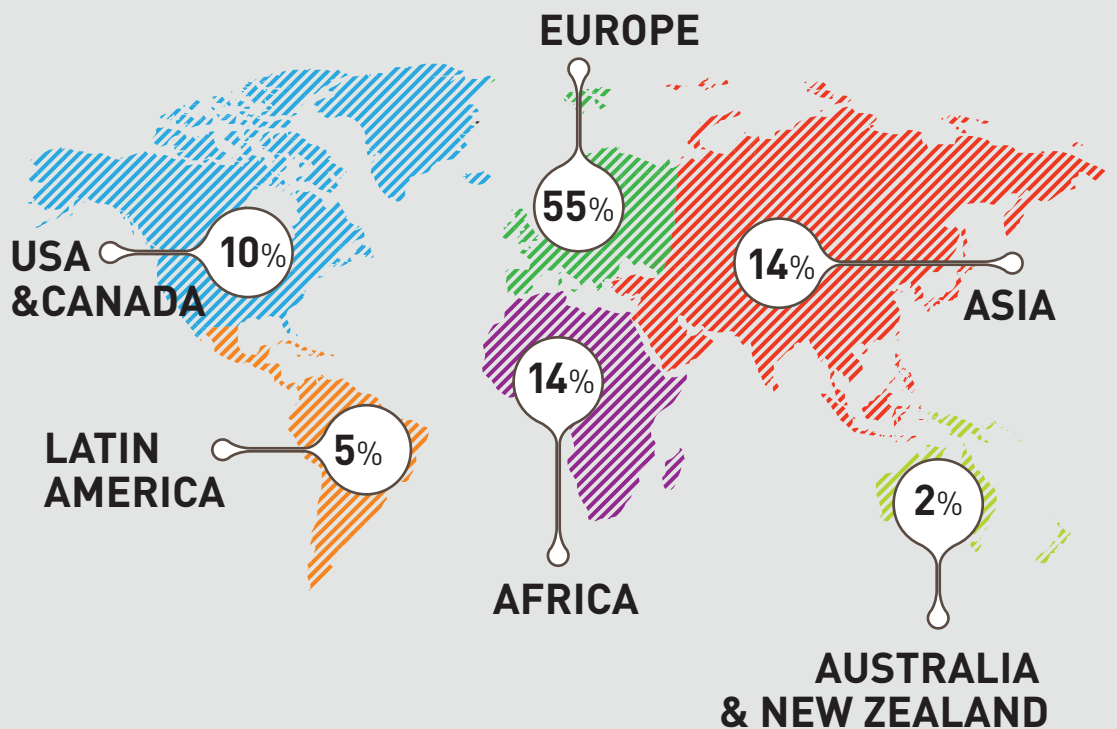 EUROPE
55%
USA
&CANADA
10%
14%
ASIA
14%
AFRICA
LATIN
AMERICA
5%
2%
AUSTRALIA
& NEW ZEALAND